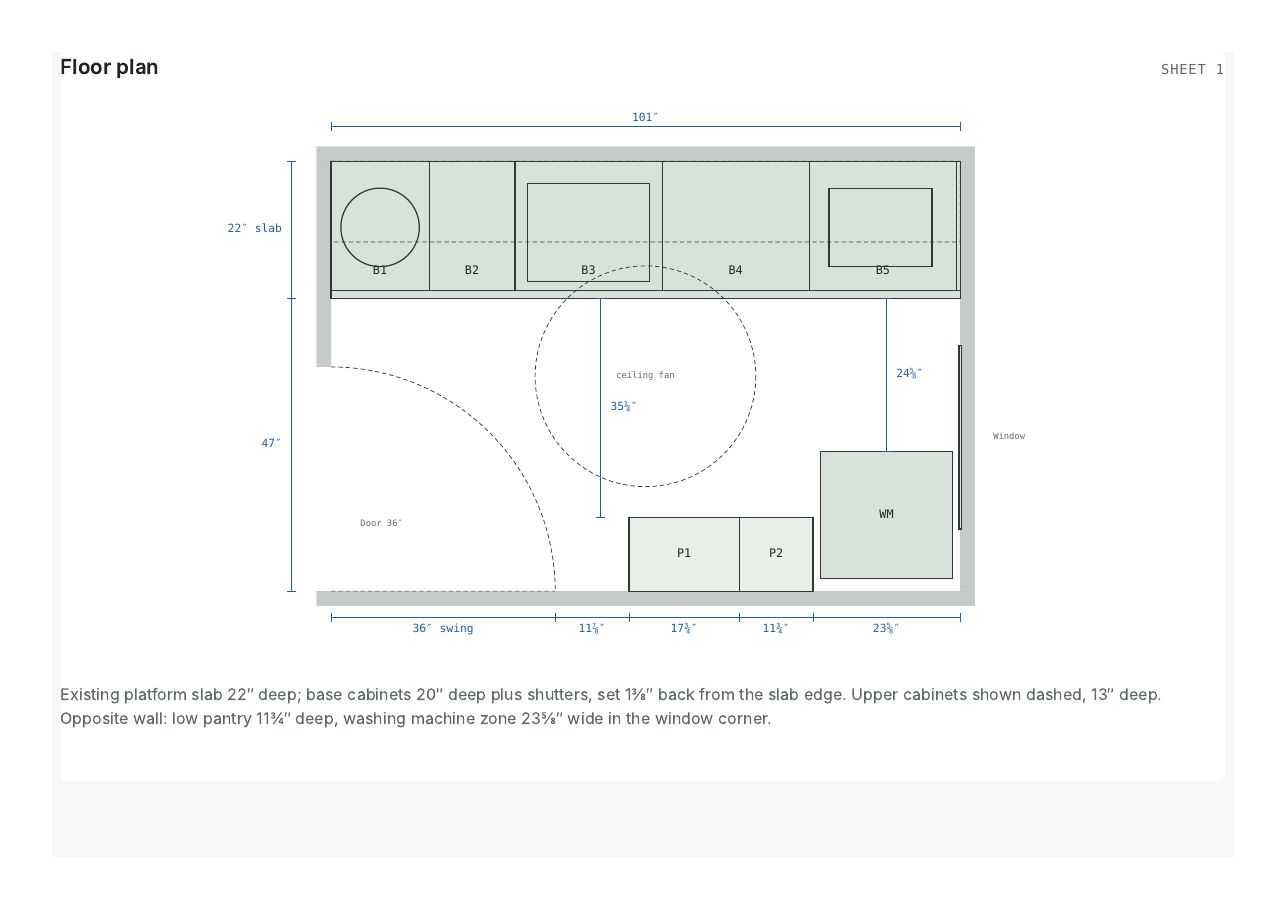 Floor plan
SHEET 1
101″
22″ slab
B1
B2
B3
B4
B5
ceiling fan
24⅝″
35¼″
47″
Window
WM
Door 36″
P1
P2
36″ swing
11⅞″
17¾″
11¾″
23⅝″
Existing platform slab 22″ deep; base cabinets 20″ deep plus shutters, set 1⅜″ back from the slab edge. Upper cabinets shown dashed, 13″ deep.
Opposite wall: low pantry 11¾″ deep, washing machine zone 23⅝″ wide in the window corner.